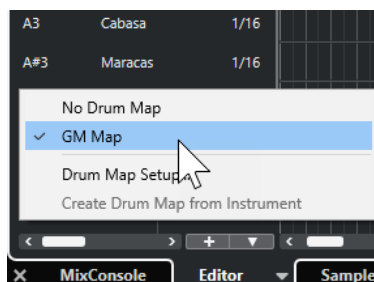 A3 Cabasa 1/16
A#3 Maracas 1/16
No Drum Map
✓ GM Map
Drum Map Setup
Create Drum Map from Instrument
< > + ▼ <
× MixConsole Editor ▼ Sample